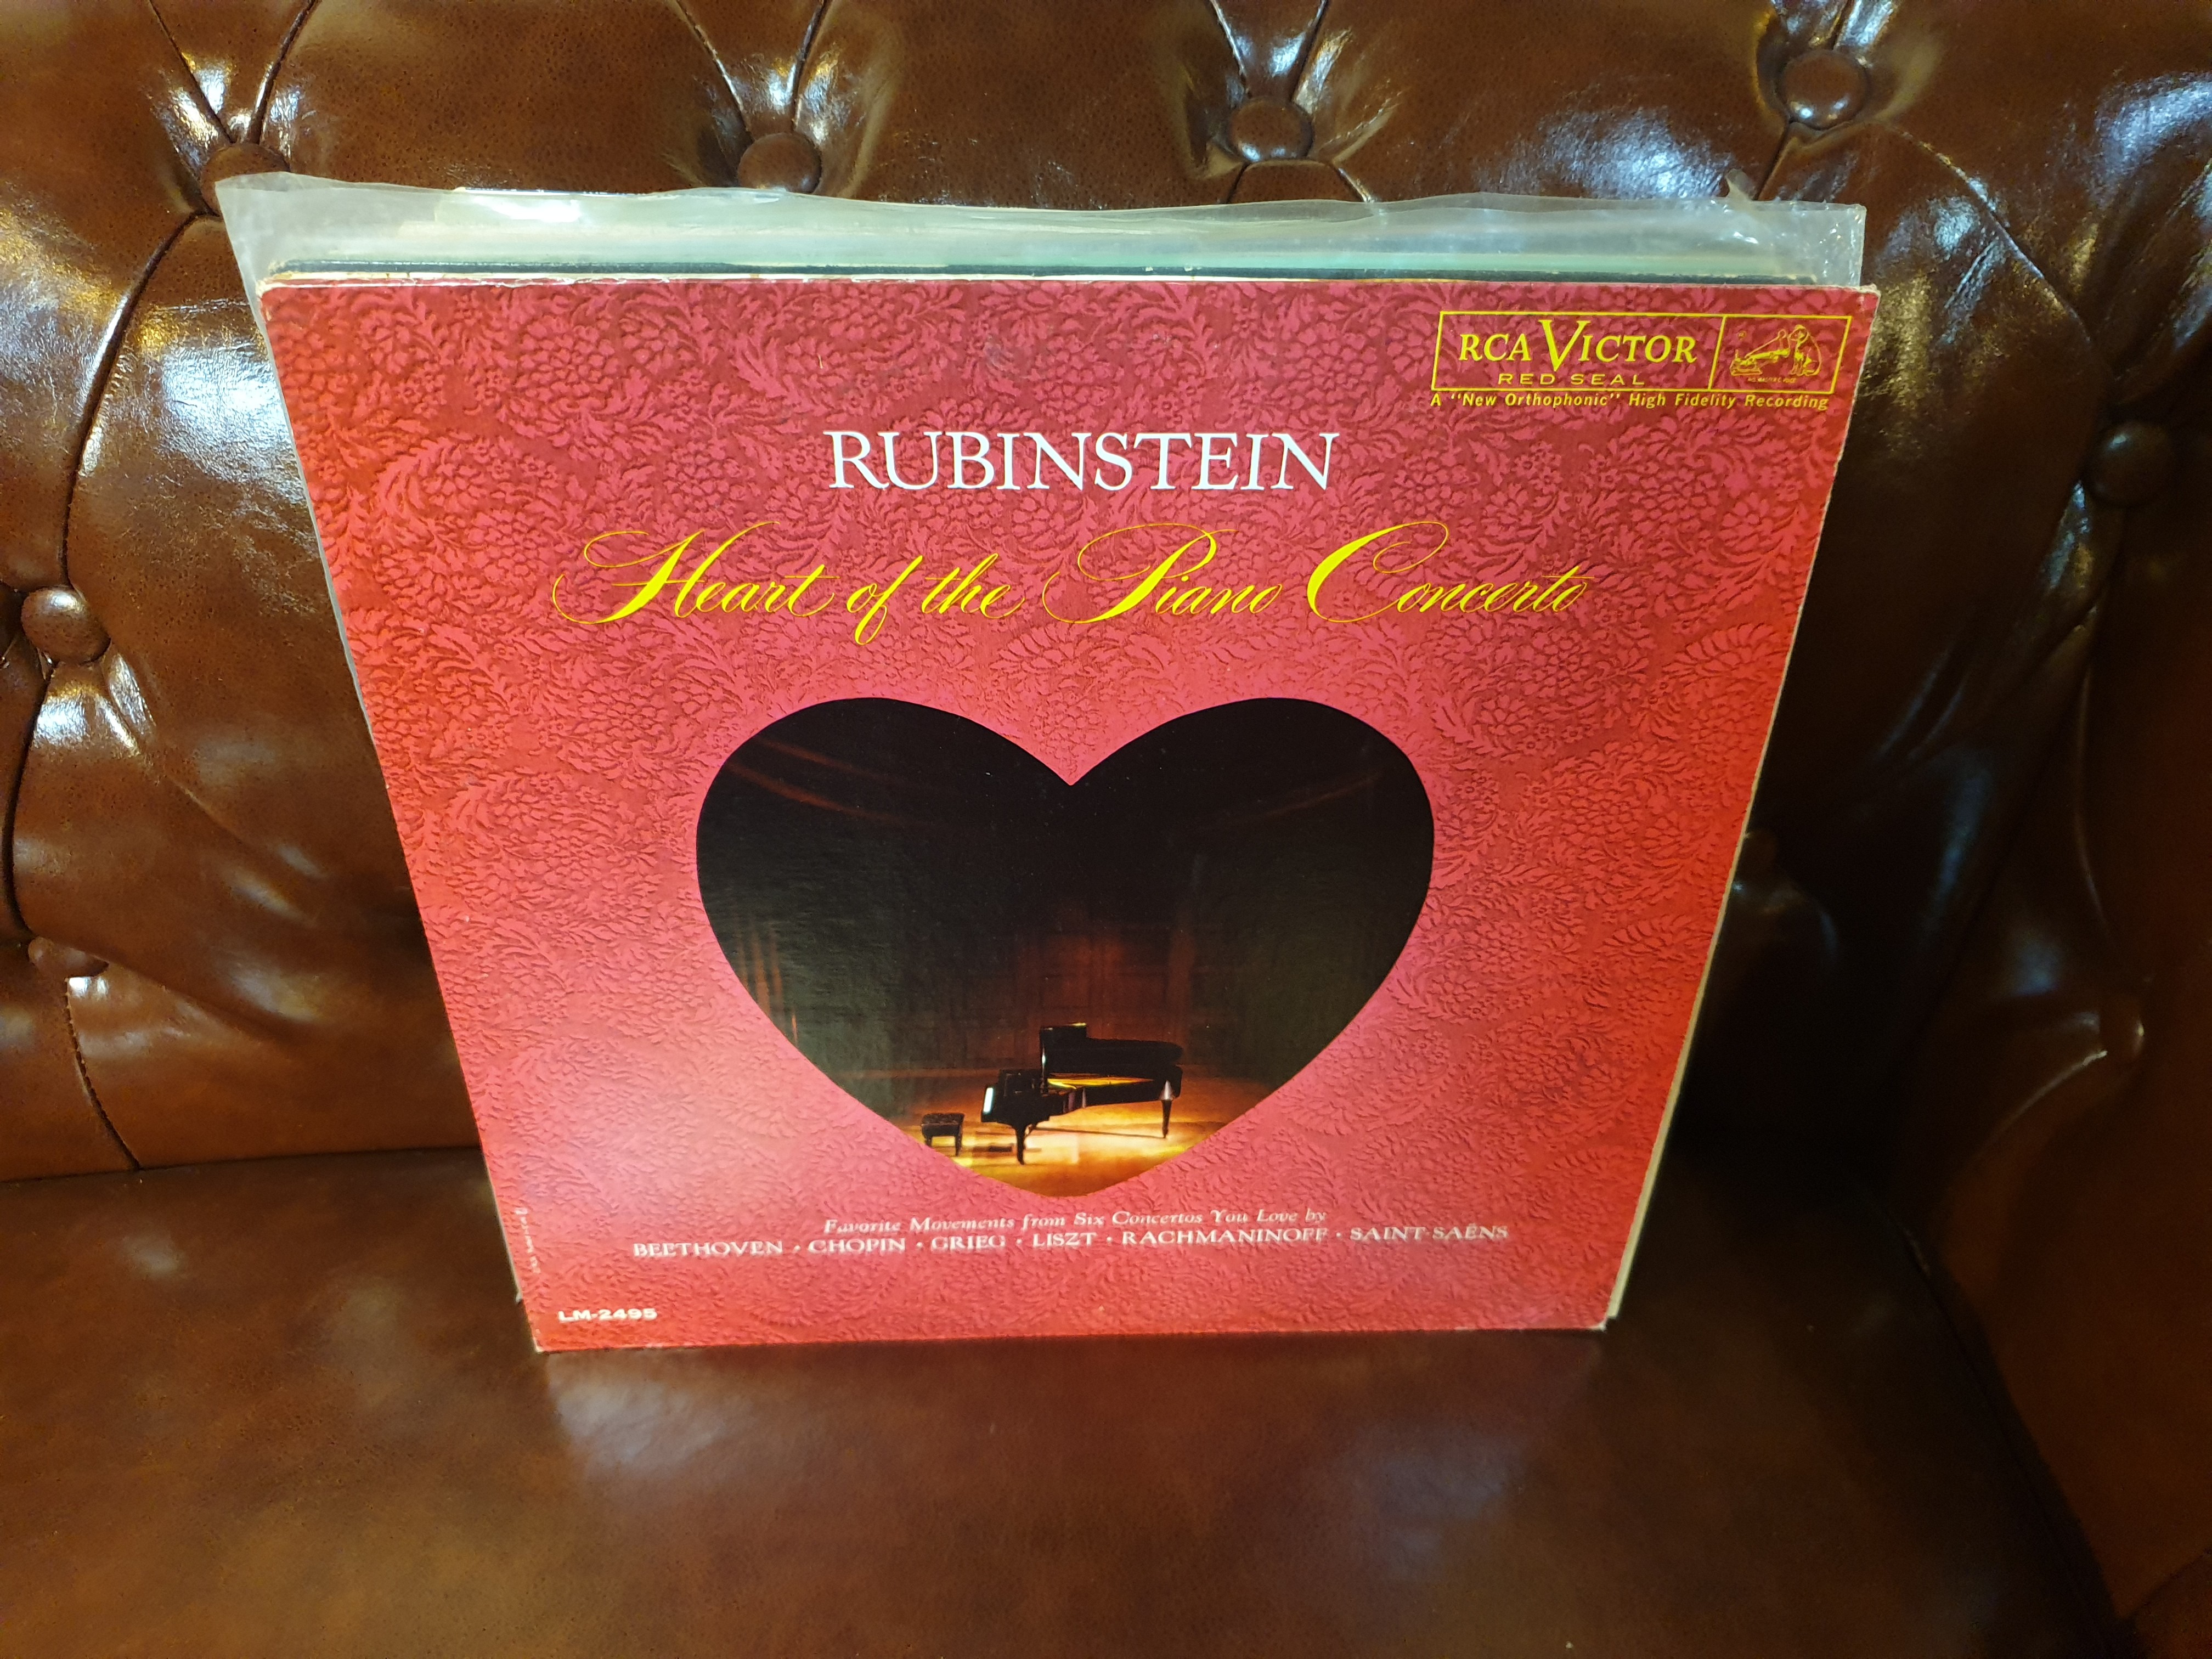 RCA VICTOR
RED SEAL
A "New Orthophonic" High Fidelity Recording
RUBINSTEIN
Heart of the Piano Concerto
Favorite Movements from Six Concertos You Love by
BEETHOVEN • CHOPIN • GRIEG • LISZT • RACHMANINOFF • SAINT-SAËNS
LM-2495